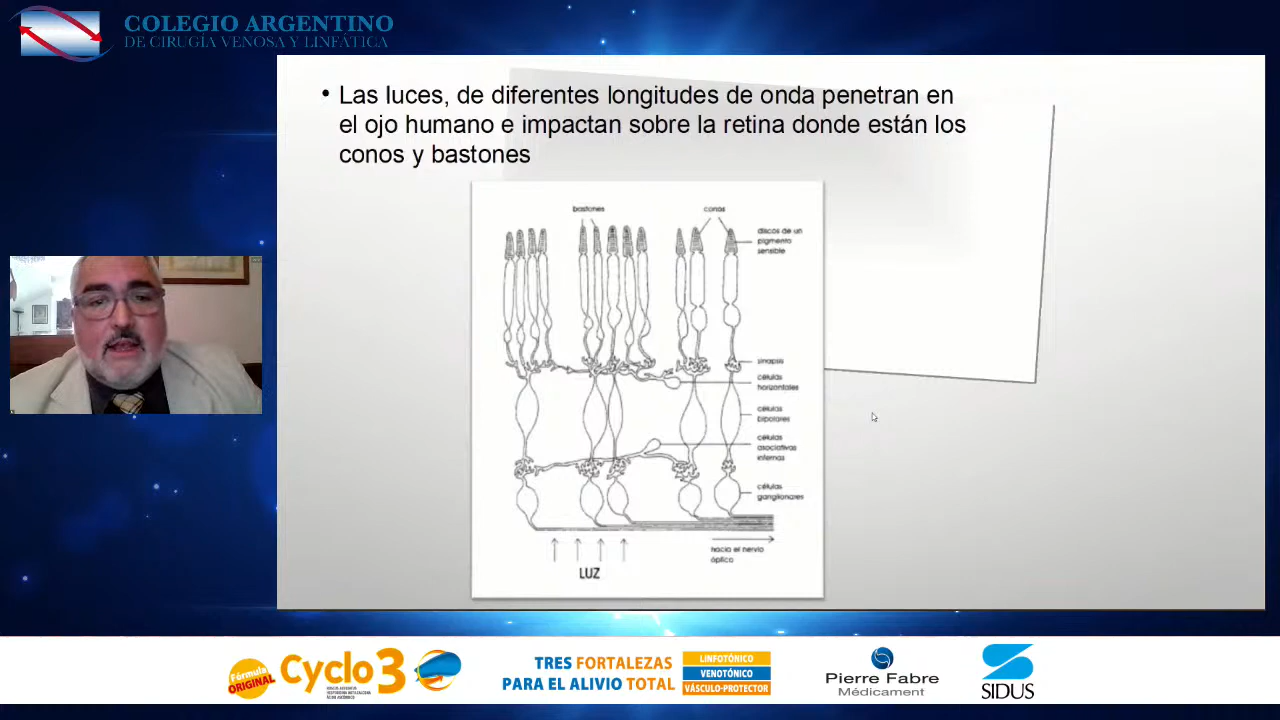 COLEGIO ARGENTINO
DE CIRUGÍA VENOSA Y LINFÁTICA
• Las luces, de diferentes longitudes de onda penetran en
el ojo humano e impactan sobre la retina donde están los
conos y bastones
bastones
conos
discos de un
pigmento
sensible
sinapsis
células
horizontales
células
bipolares
células
asociativas
internas
células
ganglionares
hacia el nervio
óptico
LUZ
Fórmula
ORIGINAL
Cyclo 3
TRES FORTALEZAS
PARA EL ALIVIO TOTAL
LINFOTÓNICO
VENOTÓNICO
VÁSCULO-PROTECTOR
Pierre Fabre
Médicament
SIDUS